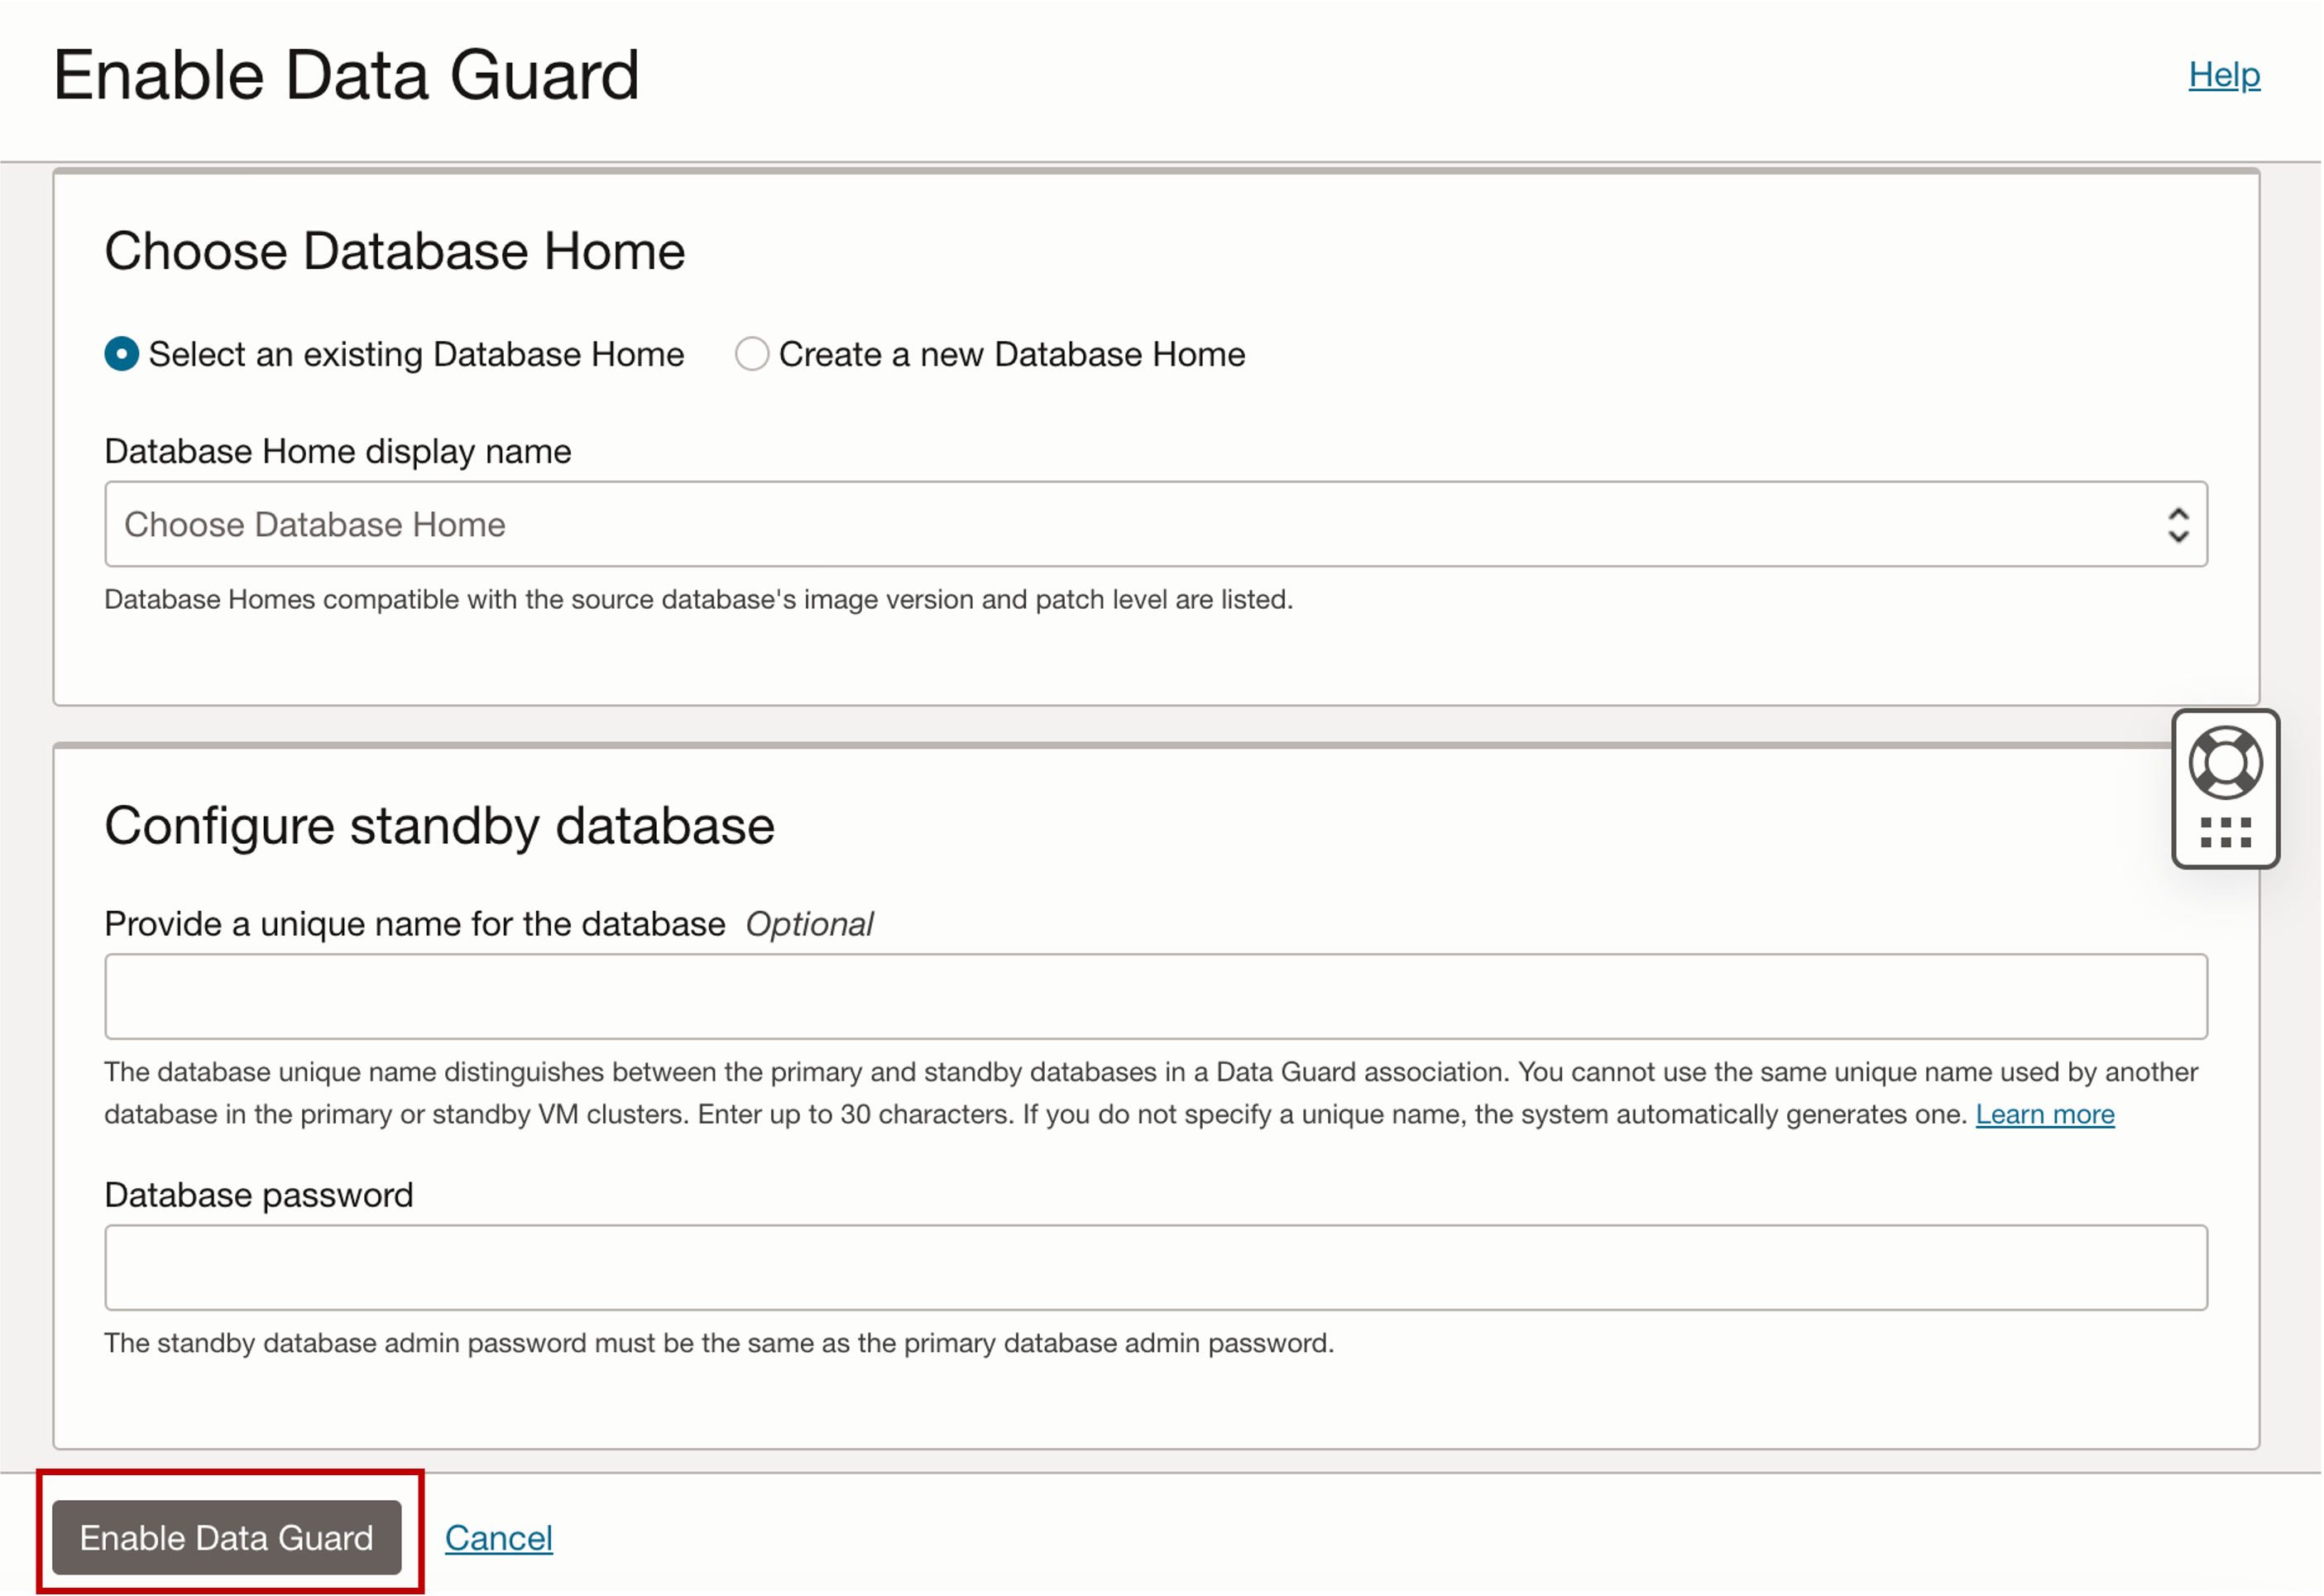 Enable Data Guard
Help
Choose Database Home
Select an existing Database Home
Create a new Database Home
Database Home display name
Choose Database Home
Database Homes compatible with the source database's image version and patch level are listed.
Configure standby database
Provide a unique name for the database Optional
The database unique name distinguishes between the primary and standby databases in a Data Guard association. You cannot use the same unique name used by another
database in the primary or standby VM clusters. Enter up to 30 characters. If you do not specify a unique name, the system automatically generates one. Learn more
Database password
The standby database admin password must be the same as the primary database admin password.
Enable Data Guard
Cancel